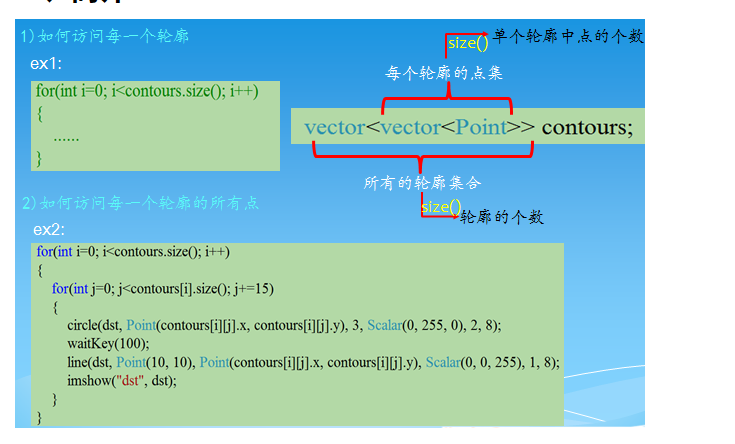 1)如何访问每一个轮廓
ex1:
for(int i=0; i<contours.size(); i++)
{
......
}
size()
单个轮廓中点的个数
每个轮廓的点集
vector<vector<Point>> contours;
所有的轮廓集合
size()
轮廓的个数
2)如何访问每一个轮廓的所有点
ex2:
for(int i=0; i<contours.size(); i++)
{
for(int j=0; j<contours[i].size(); j+=15)
{
circle(dst, Point(contours[i][j].x, contours[i][j].y), 3, Scalar(0, 255, 0), 2, 8);
waitKey(100);
line(dst, Point(10, 10), Point(contours[i][j].x, contours[i][j].y), Scalar(0, 0, 255), 1, 8);
imshow("dst", dst);
}
}